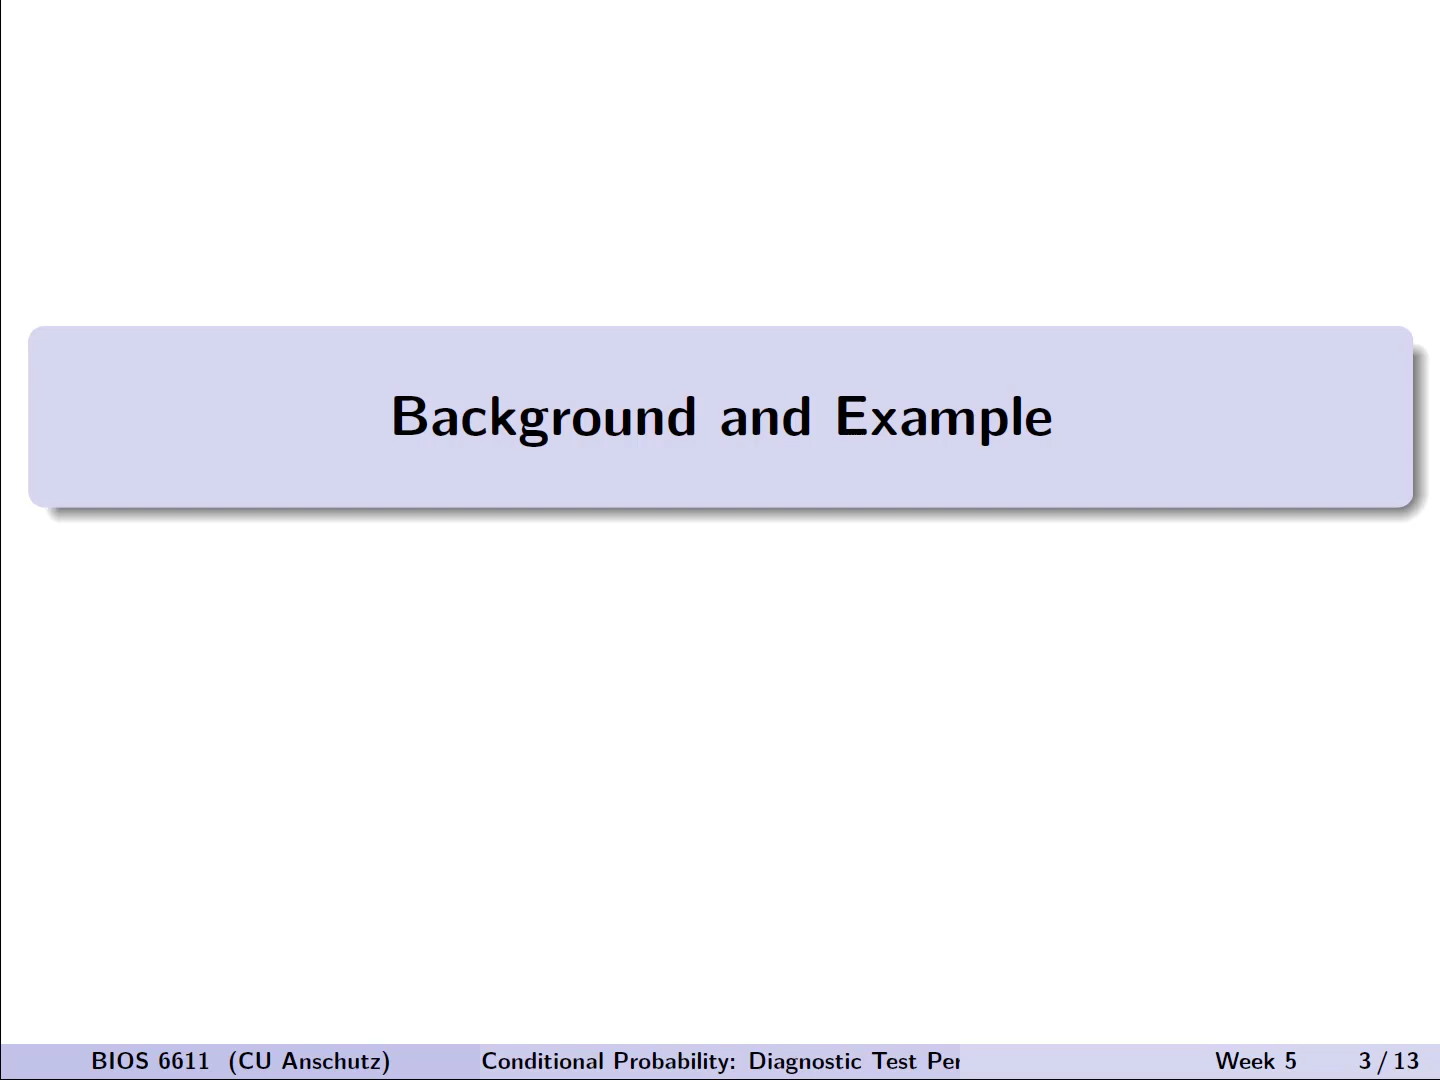 Background and Example
BIOS 6611 (CU Anschutz)
Conditional Probability: Diagnostic Test Per
Week 5
3 / 13